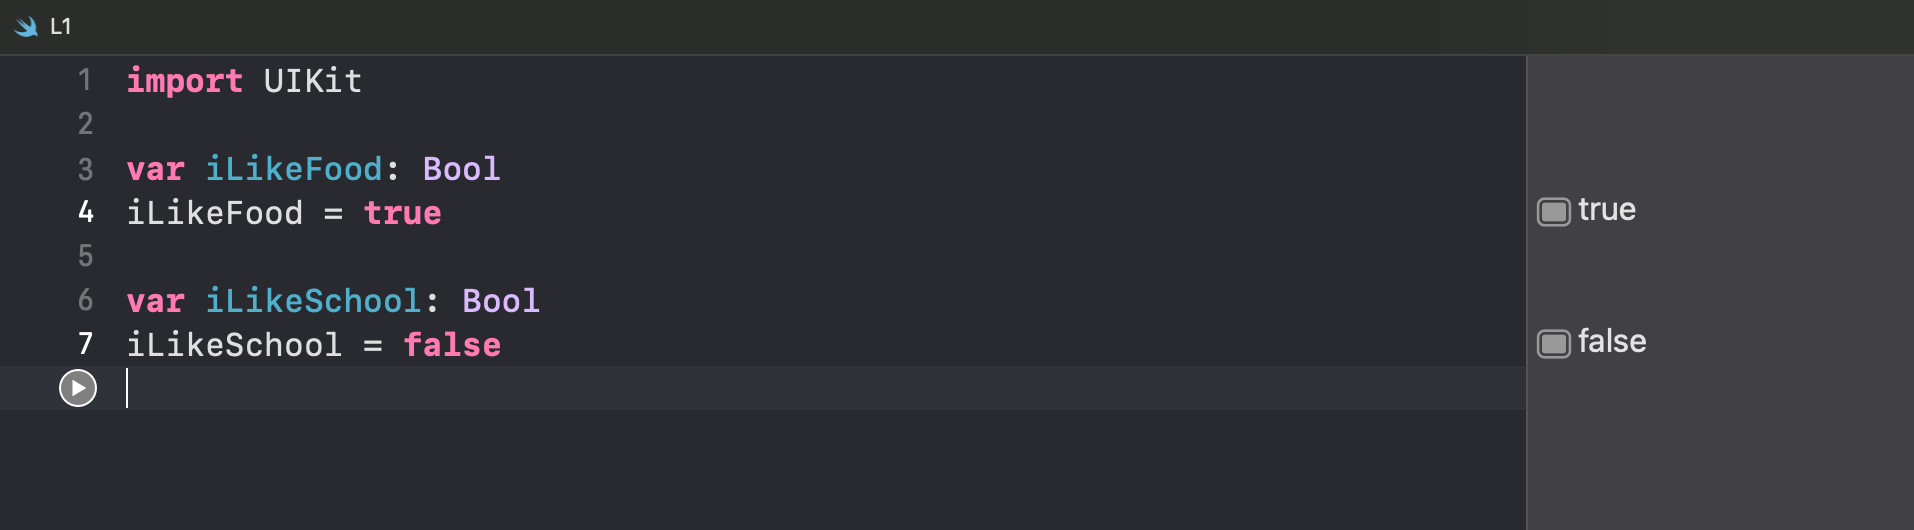 L1
1 import UIKit
2
3 var iLikeFood: Bool
4 iLikeFood = true true
5
6 var iLikeSchool: Bool
7 iLikeSchool = false false